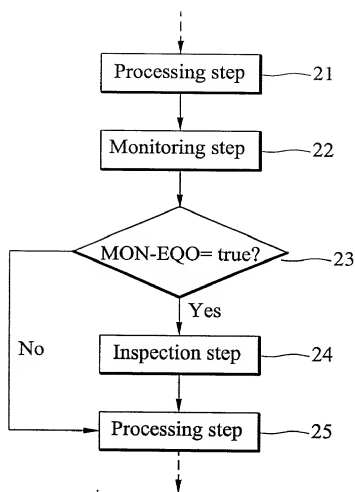 Processing step 21
Monitoring step 22
MON-EQO= true? 23
Yes
No
Inspection step 24
Processing step 25